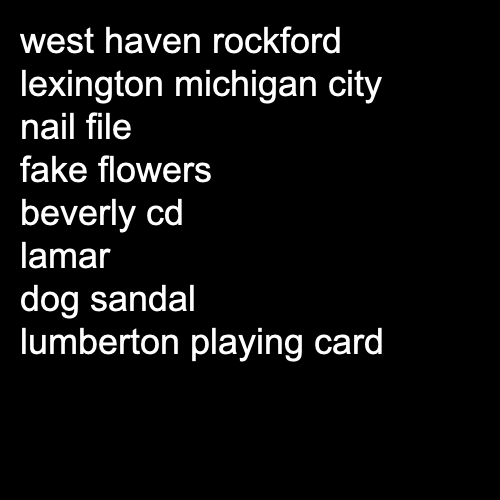 west haven rockford
lexington michigan city
nail file
fake flowers
beverly cd
lamar
dog sandal
lumberton playing card